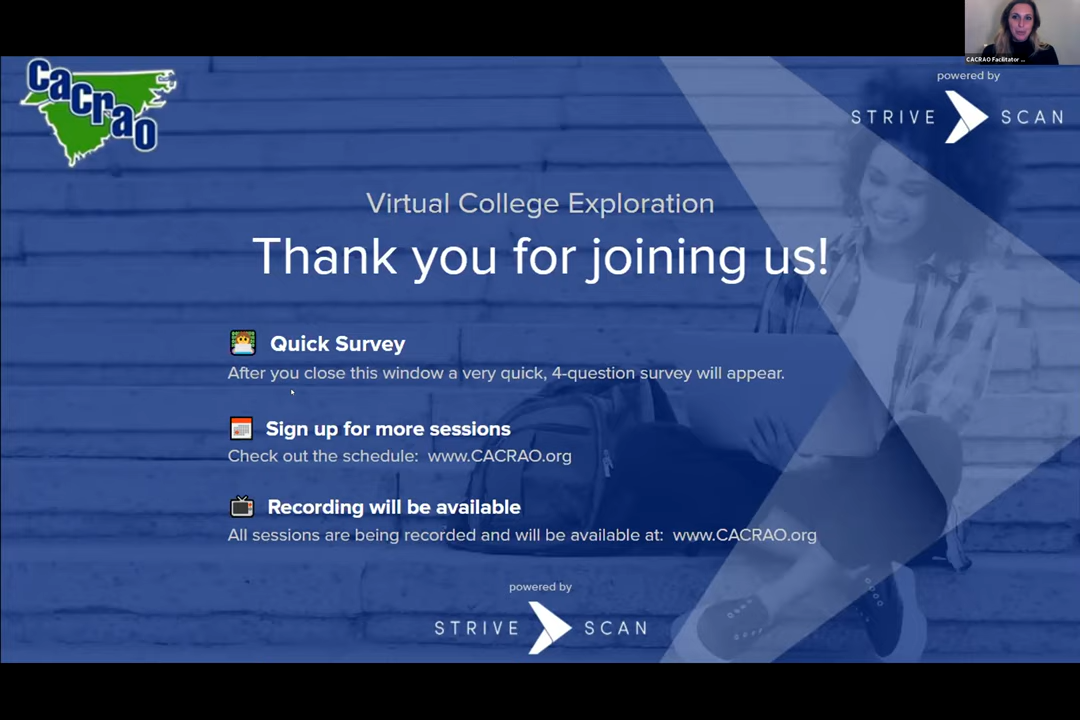 CACRAO Facilitator ...
cacrao
powered by
STRIVE SCAN
Virtual College Exploration
Thank you for joining us!
Quick Survey
After you close this window a very quick, 4-question survey will appear.
Sign up for more sessions
Check out the schedule: www.CACRAO.org
Recording will be available
All sessions are being recorded and will be available at: www.CACRAO.org
powered by
STRIVE SCAN